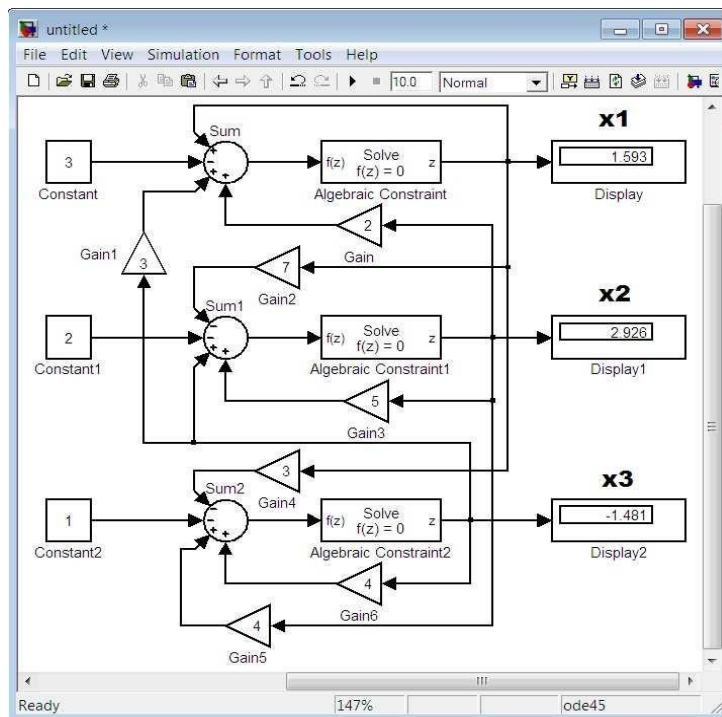 untitled *
File Edit View Simulation Format Tools Help
10.0 Normal
x1
Sum
3
Solve
f(z) f(z) = 0 z
1.593
Constant
Algebraic Constraint
Display
2
Gain
Gain1
3
7
Gain2
x2
Sum1
2
Solve
f(z) f(z) = 0 z
2.926
Constant1
Algebraic Constraint1
Display1
5
Gain3
3
Gain4
x3
Sum2
1
Solve
f(z) f(z) = 0 z
-1.481
Constant2
Algebraic Constraint2
Display2
4
Gain6
4
Gain5
Ready 147% ode45